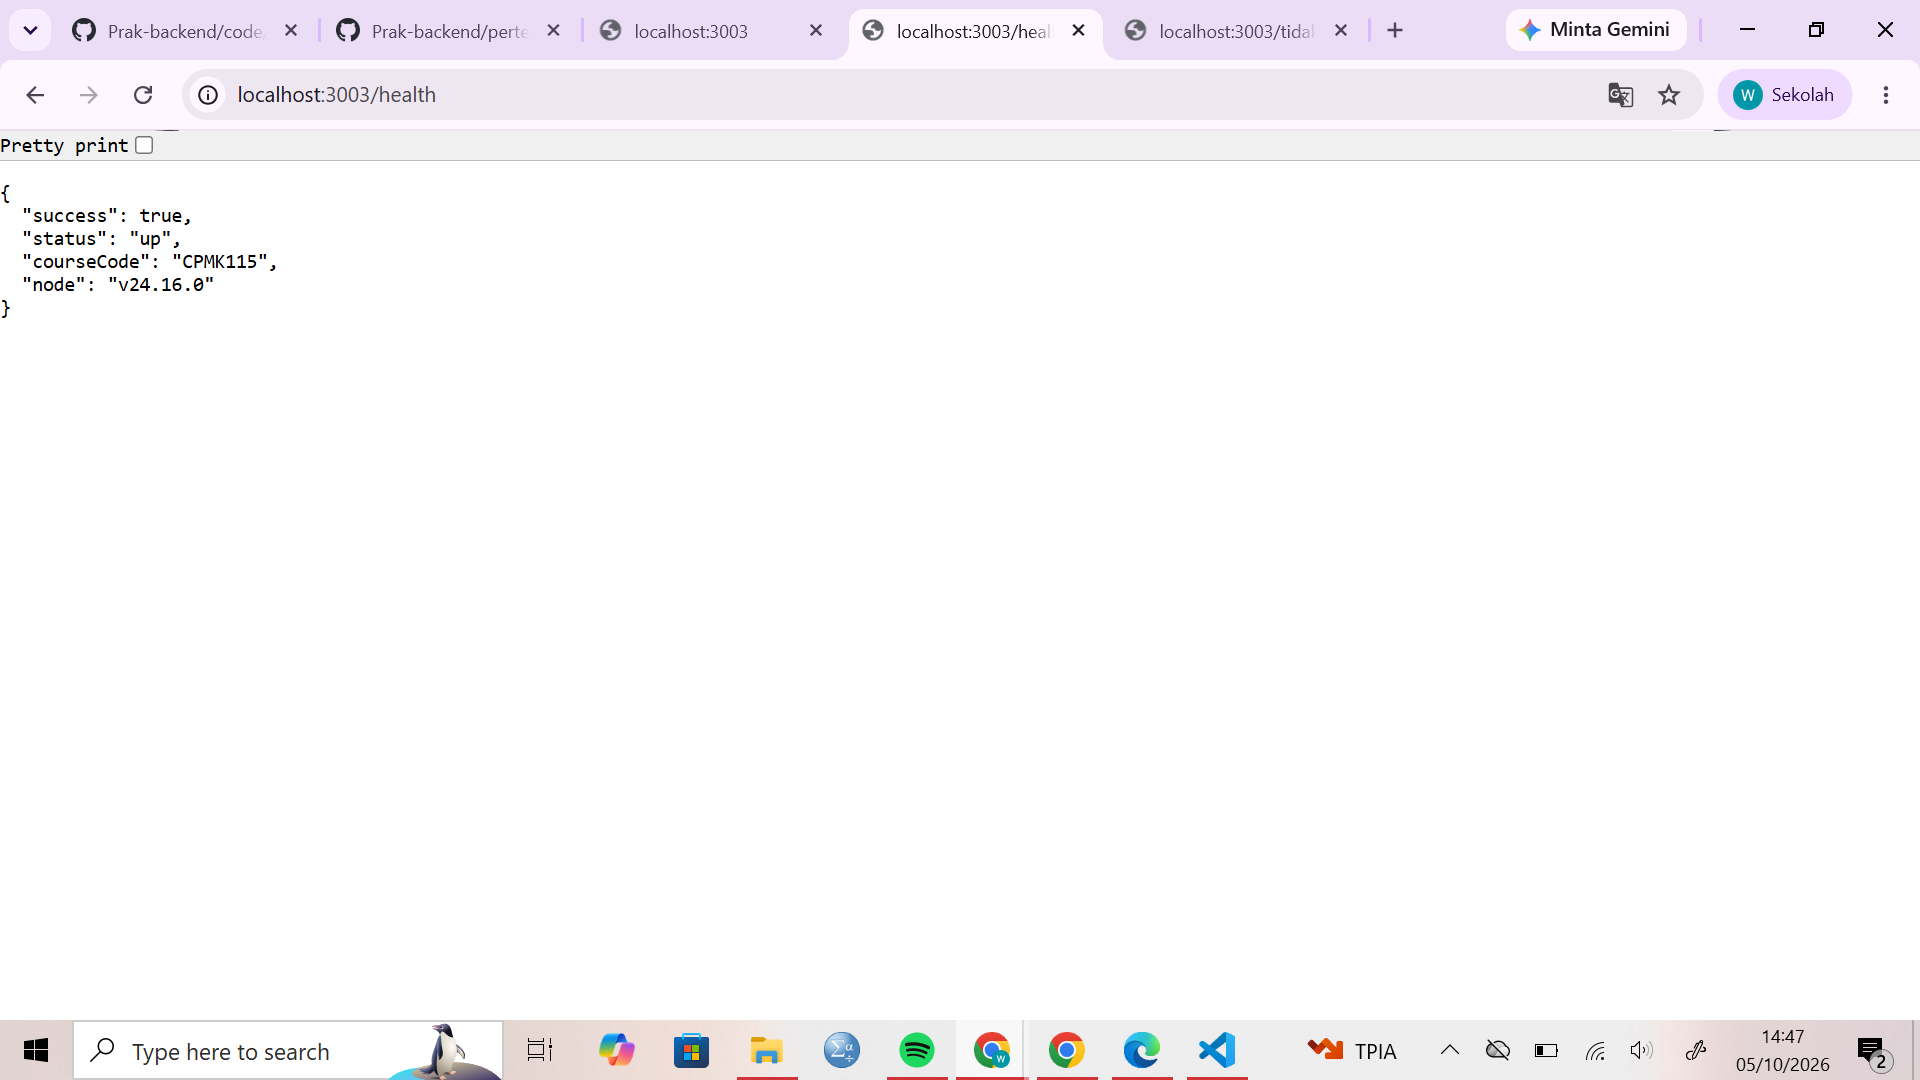 Prak-backend/code
Prak-backend/perte
localhost:3003
localhost:3003/heal
localhost:3003/tidak
Minta Gemini
localhost:3003/health
W
Sekolah
Pretty print
{
"success": true,
"status": "up",
"courseCode": "CPMK115",
"node": "v24.16.0"
}
Type here to search
W
TPIA
14:47
05/10/2026
2